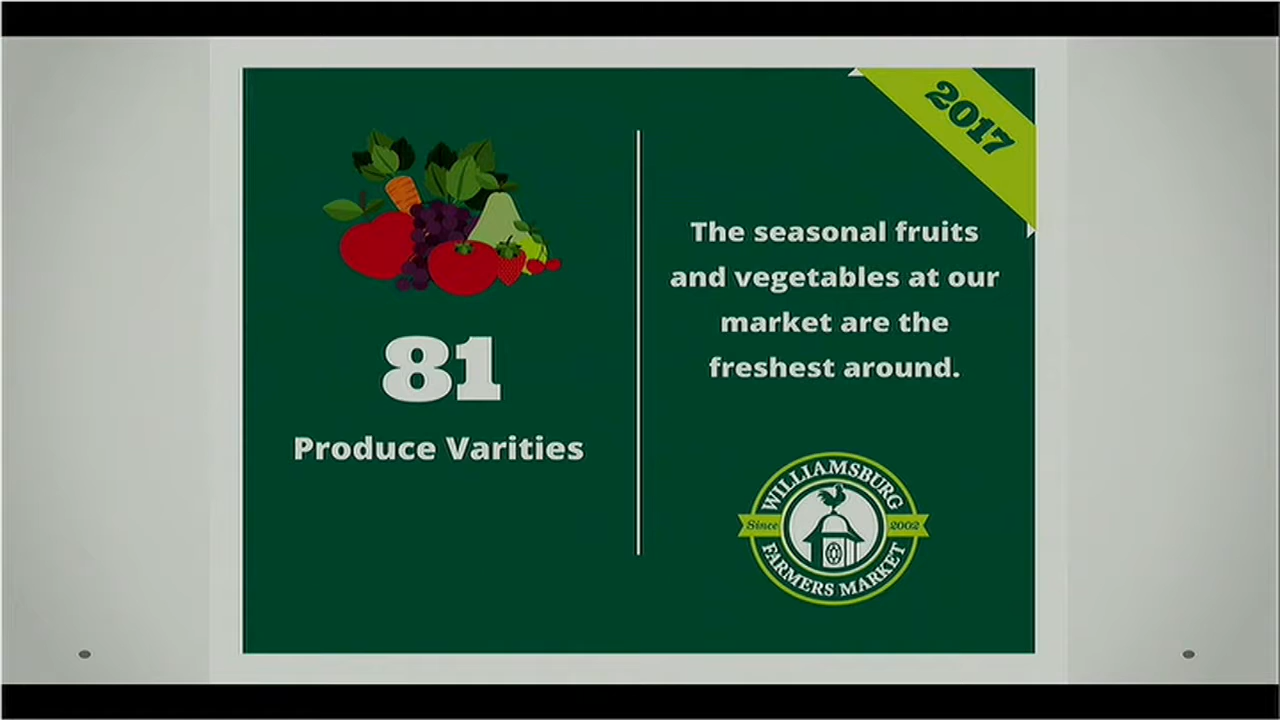 2017
81
Produce Varities
The seasonal fruits
and vegetables at our
market are the
freshest around.
WILLIAMSBURG
Since 2002
FARMERS MARKET